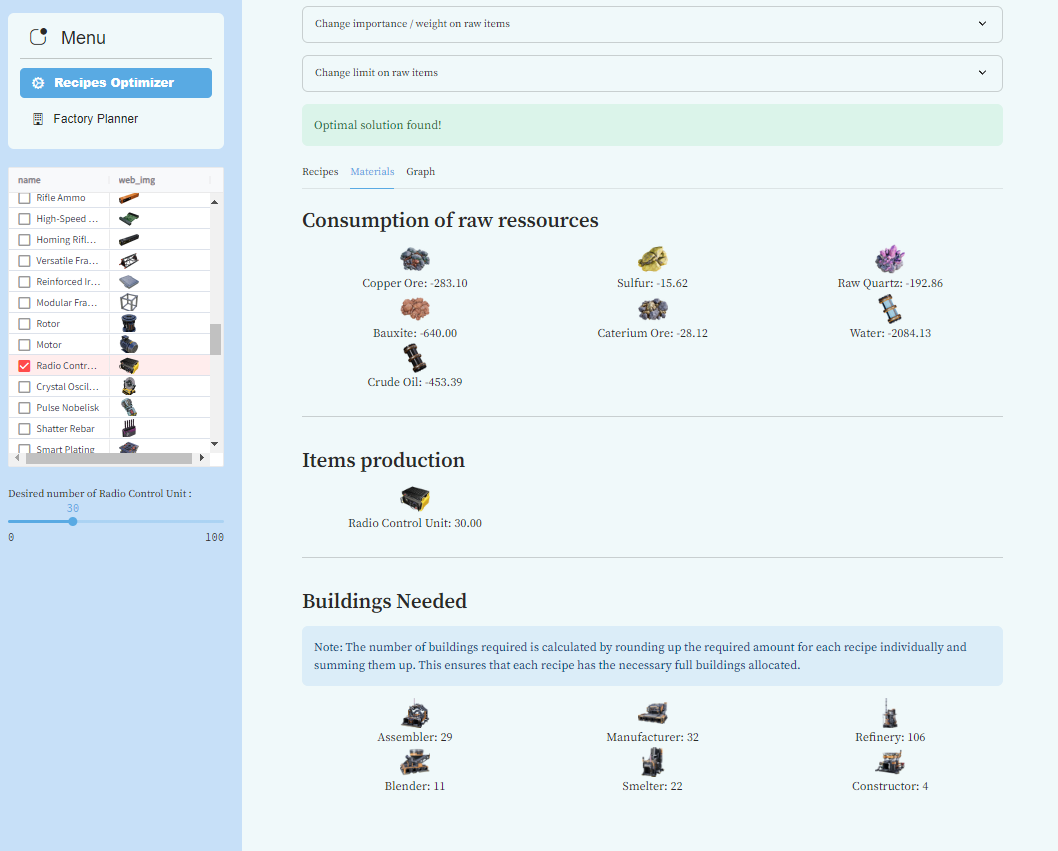 Menu
Recipes Optimizer
Factory Planner
name web_img
Rifle Ammo
High-Speed ...
Homing Rifl...
Versatile Fra...
Reinforced Ir...
Modular Fra...
Rotor
Motor
Radio Contr...
Crystal Oscil...
Pulse Nobelisk
Shatter Rebar
Smart Plating
Desired number of Radio Control Unit :
30
0 100
Change importance / weight on raw items
Change limit on raw items
Optimal solution found!
Recipes Materials Graph
Consumption of raw ressources
Copper Ore: -283.10 Sulfur: -15.62 Raw Quartz: -192.86
Bauxite: -640.00 Caterium Ore: -28.12 Water: -2084.13
Crude Oil: -453.39
Items production
Radio Control Unit: 30.00
Buildings Needed
Note: The number of buildings required is calculated by rounding up the required amount for each recipe individually and
summing them up. This ensures that each recipe has the necessary full buildings allocated.
Assembler: 29 Manufacturer: 32 Refinery: 106
Blender: 11 Smelter: 22 Constructor: 4